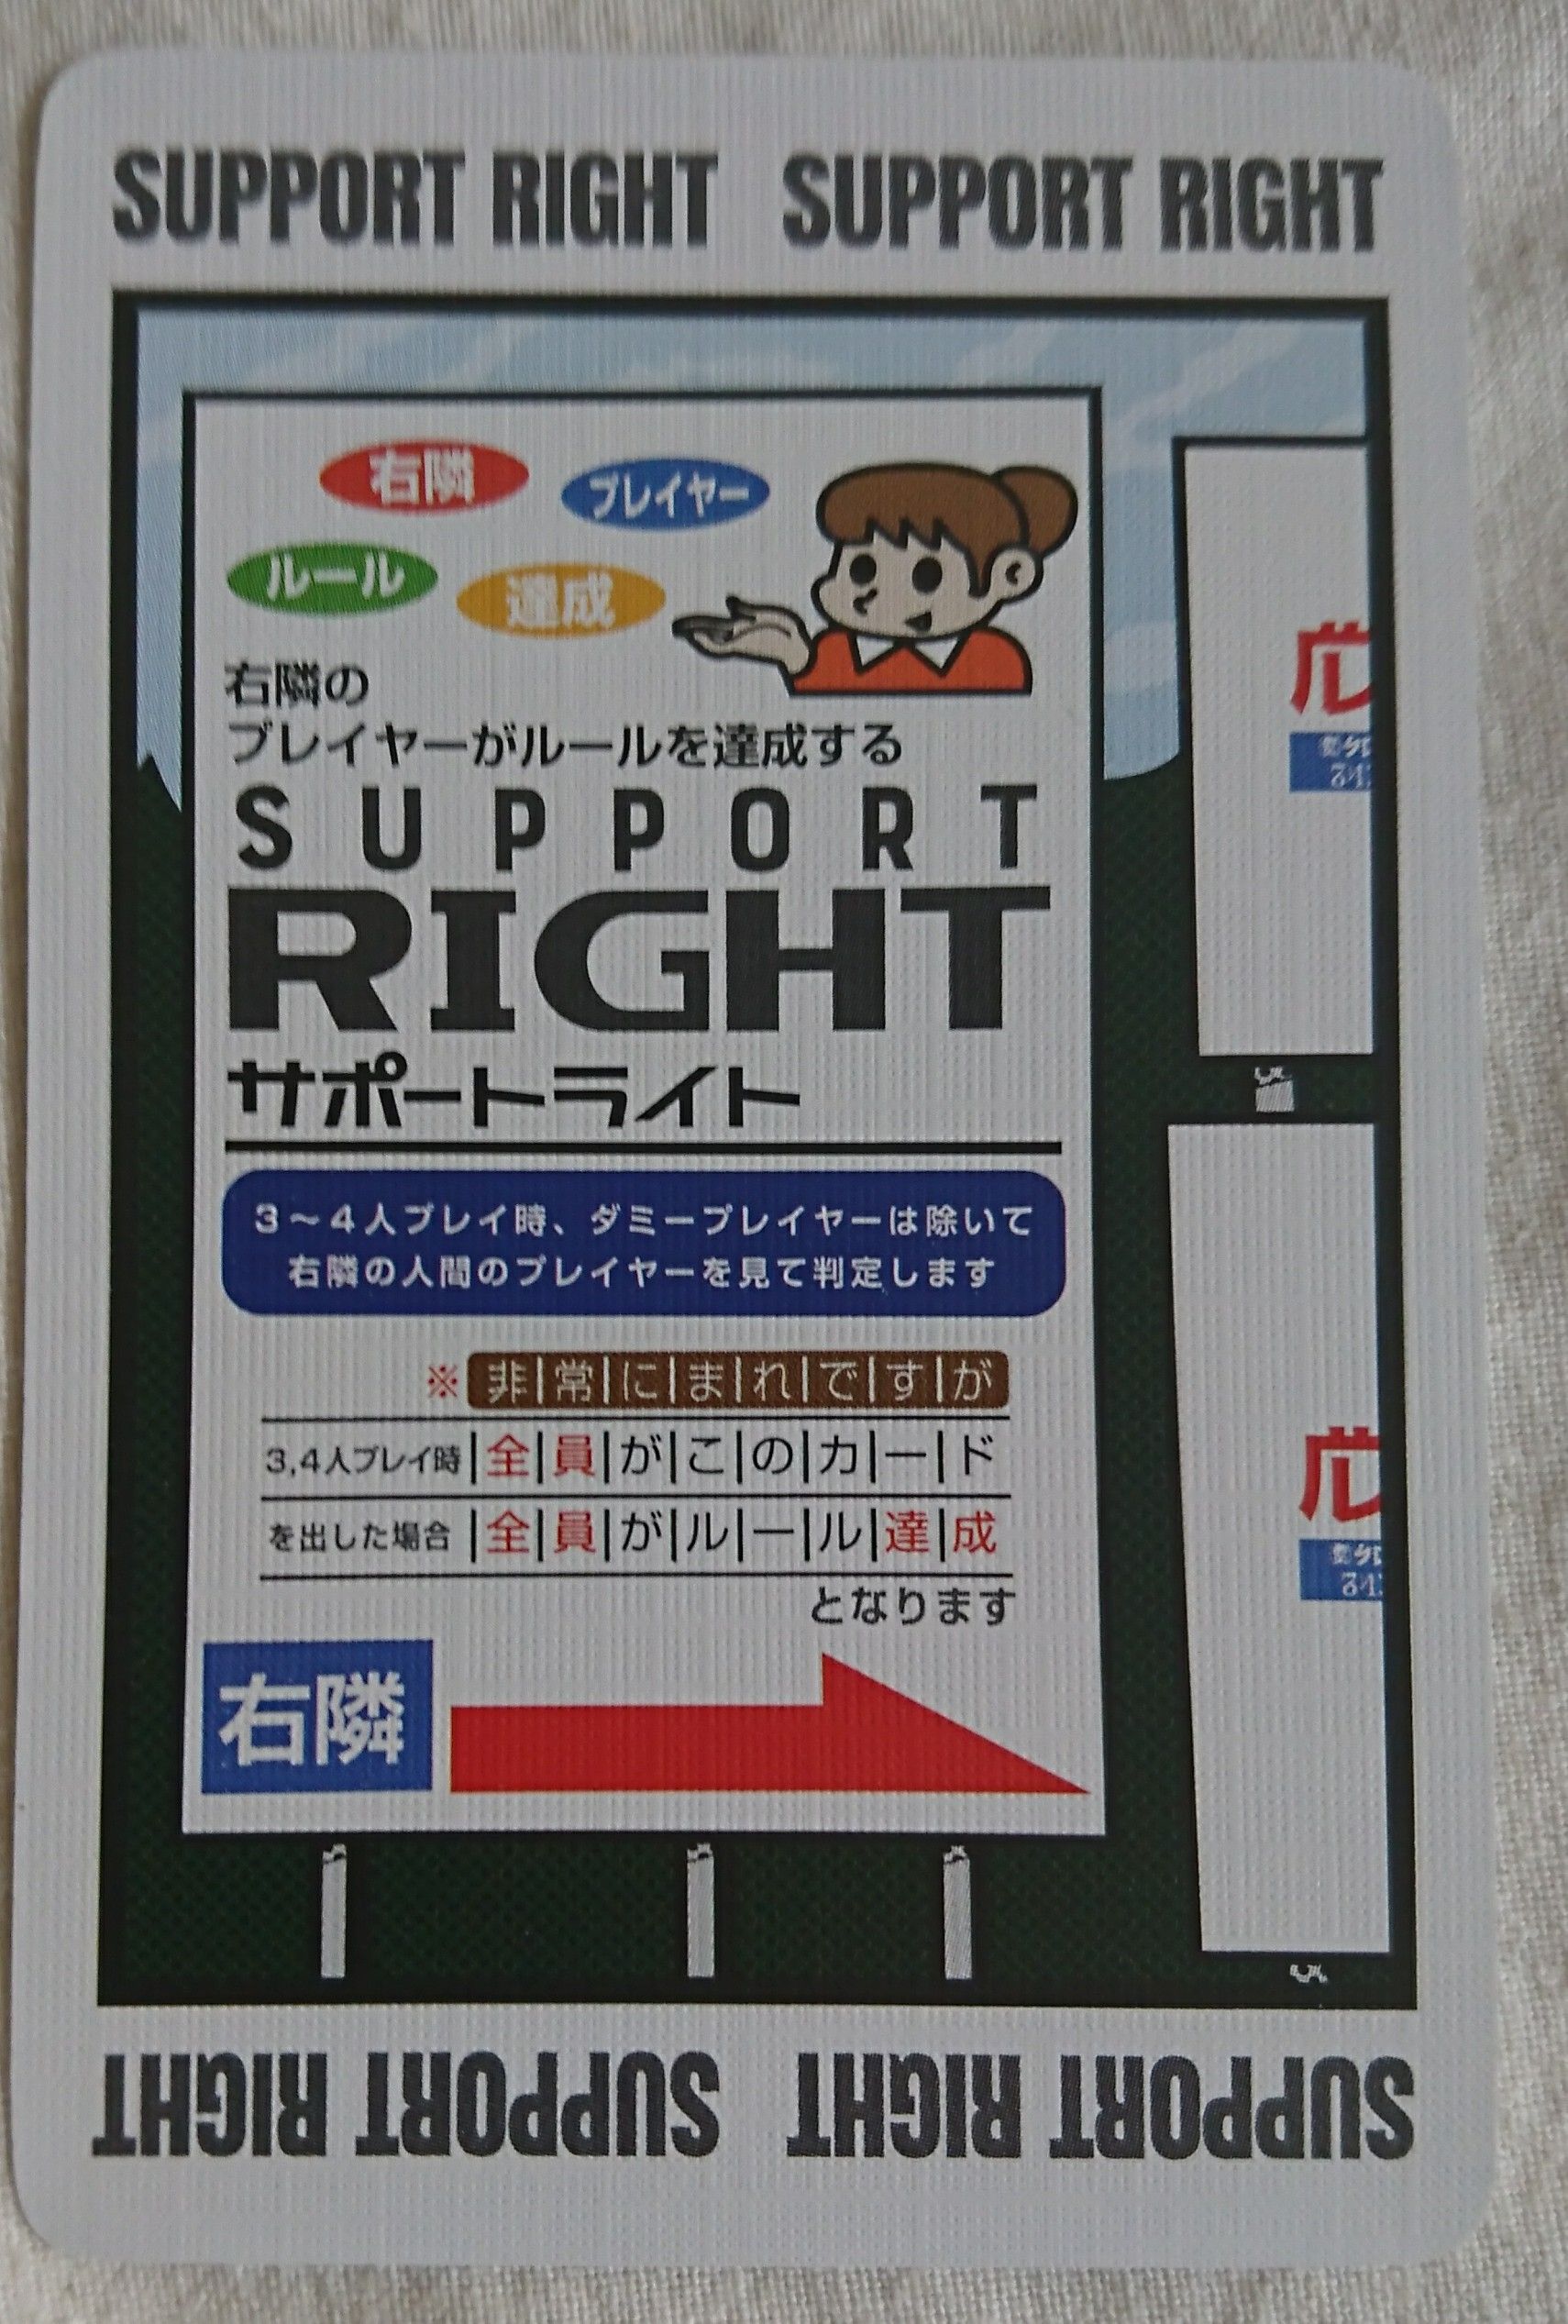 SUPPORT RIGHT SUPPORT RIGHT
右隣
プレイヤー
ルール
達成
右隣の
プレイヤーがルールを達成する
SUPPORT
RIGHT
サポートライト
3～4人プレイ時、ダミープレイヤーは除いて
右隣の人間のプレイヤーを見て判定します
※非|常|に|ま|れ|で|す|が
3,4人プレイ時|全|員|が|こ|の|カ|ー|ド
を出した場合|全|員|が|ル|ー|ル|達|成
となります
右隣
SUPPORT RIGHT SUPPORT RIGHT